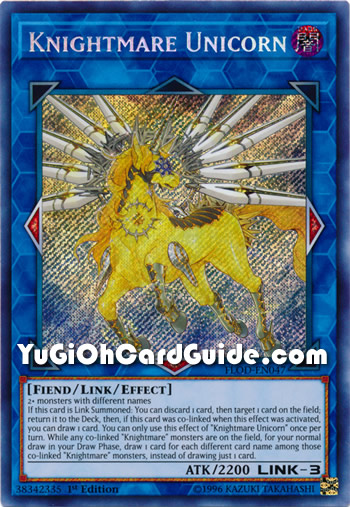 KNIGHTMARE UNICORN
闇
FLOD-EN047
YuGiOhCardGuide.com
[FIEND/LINK/EFFECT]
2+ monsters with different names
If this card is Link Summoned: You can discard 1 card, then target 1 card on the field;
return it to the Deck, then, if this card was co-linked when this effect was activated,
you can draw 1 card. You can only use this effect of "Knightmare Unicorn" once per
turn. While any co-linked "Knightmare" monsters are on the field, for your normal
draw in your Draw Phase, draw 1 card for each different card name among those
co-linked "Knightmare" monsters, instead of drawing just 1 card.
ATK/2200 LINK-3
38342335 1st Edition ©1996 KAZUKI TAKAHASHI